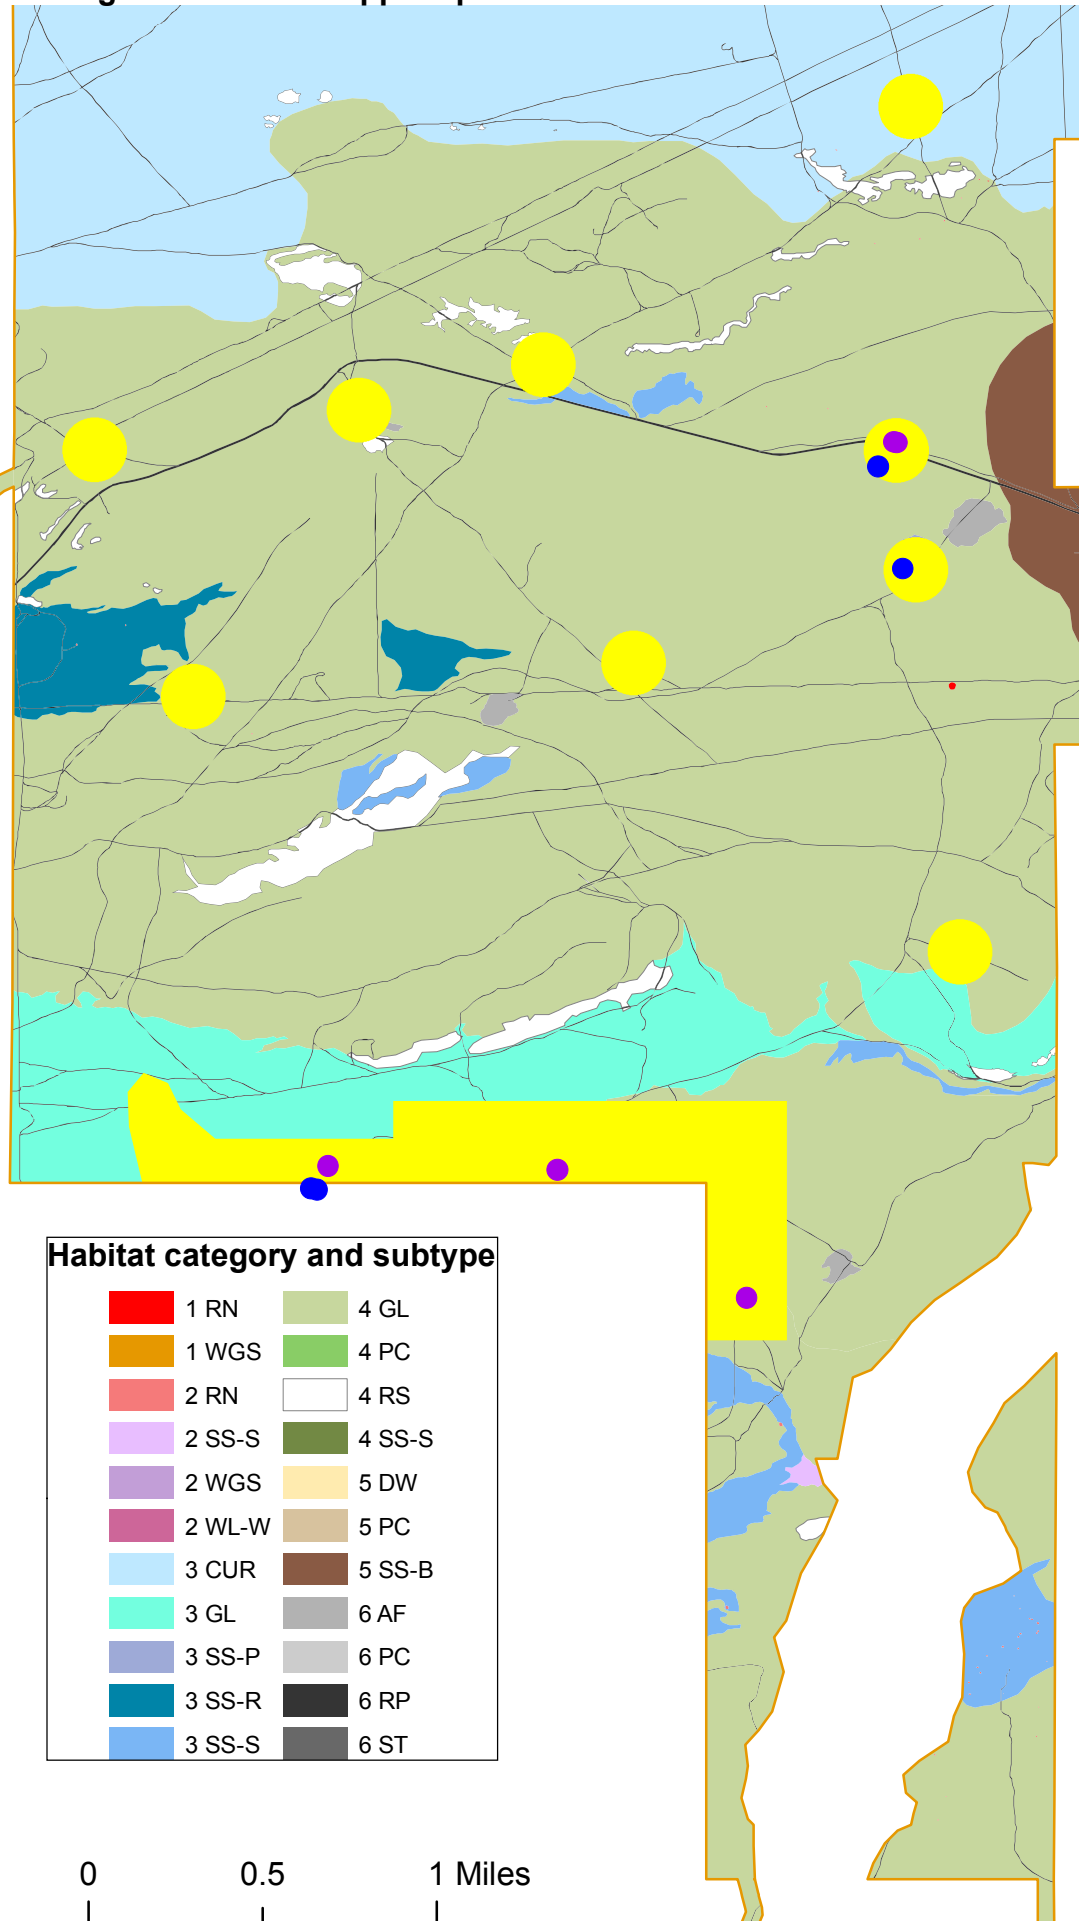 Habitat category and subtype
1 RN 4 GL
1 WGS 4 PC
2 RN 4 RS
2 SS-S 4 SS-S
2 WGS 5 DW
2 WL-W 5 PC
3 CUR 5 SS-B
3 GL 6 AF
3 SS-P 6 PC
3 SS-R 6 RP
3 SS-S 6 ST
0 0.5 1 Miles